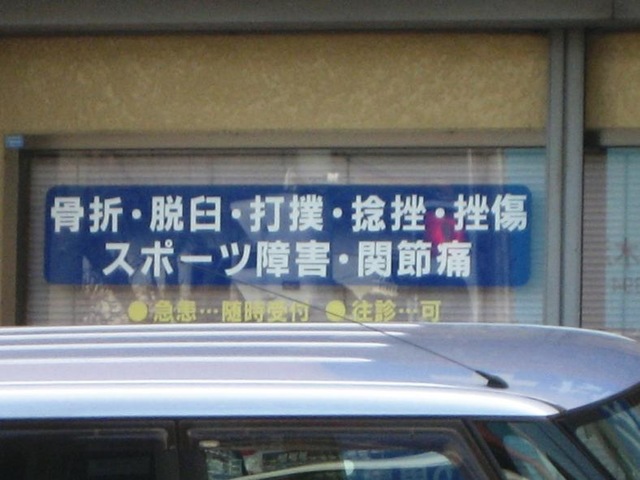 骨折・脱臼・打撲・捻挫・挫傷
スポーツ障害・関節痛
●急患…随時受付 ●往診…可
木